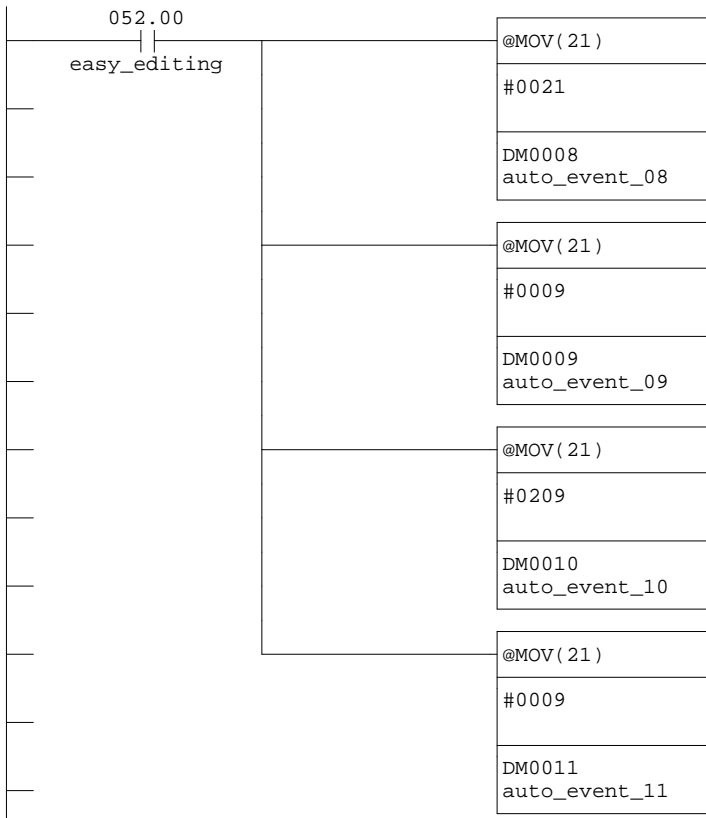 052.00
easy_editing
@MOV(21)
#0021
DM0008
auto_event_08
@MOV(21)
#0009
DM0009
auto_event_09
@MOV(21)
#0209
DM0010
auto_event_10
@MOV(21)
#0009
DM0011
auto_event_11